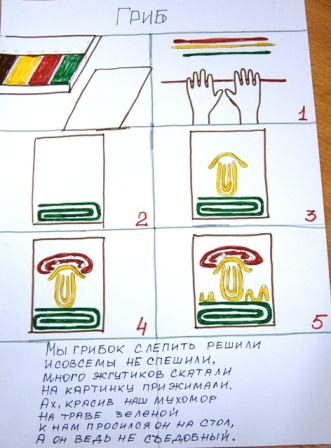 ГРИБ
1
2
3
4
5
МЫ ГРИБОК СЛЕПИТЬ РЕШИЛИ
И СОВСЕМЫ НЕ СПЕШИЛИ,
МНОГО ЖГУТИКОВ СКАТАЛИ
НА КАРТИНКУ ПРИЖИМАЛИ.
АХ, КРАСИВ НАШ МУХОМОР
НА ТРАВЕ ЗЕЛЕНОЙ
К НАМ ПРОСИЛСЯ ОН НА СТОЛ,
А ОН ВЕДЬ НЕ СЪЕДОБНЫЙ.